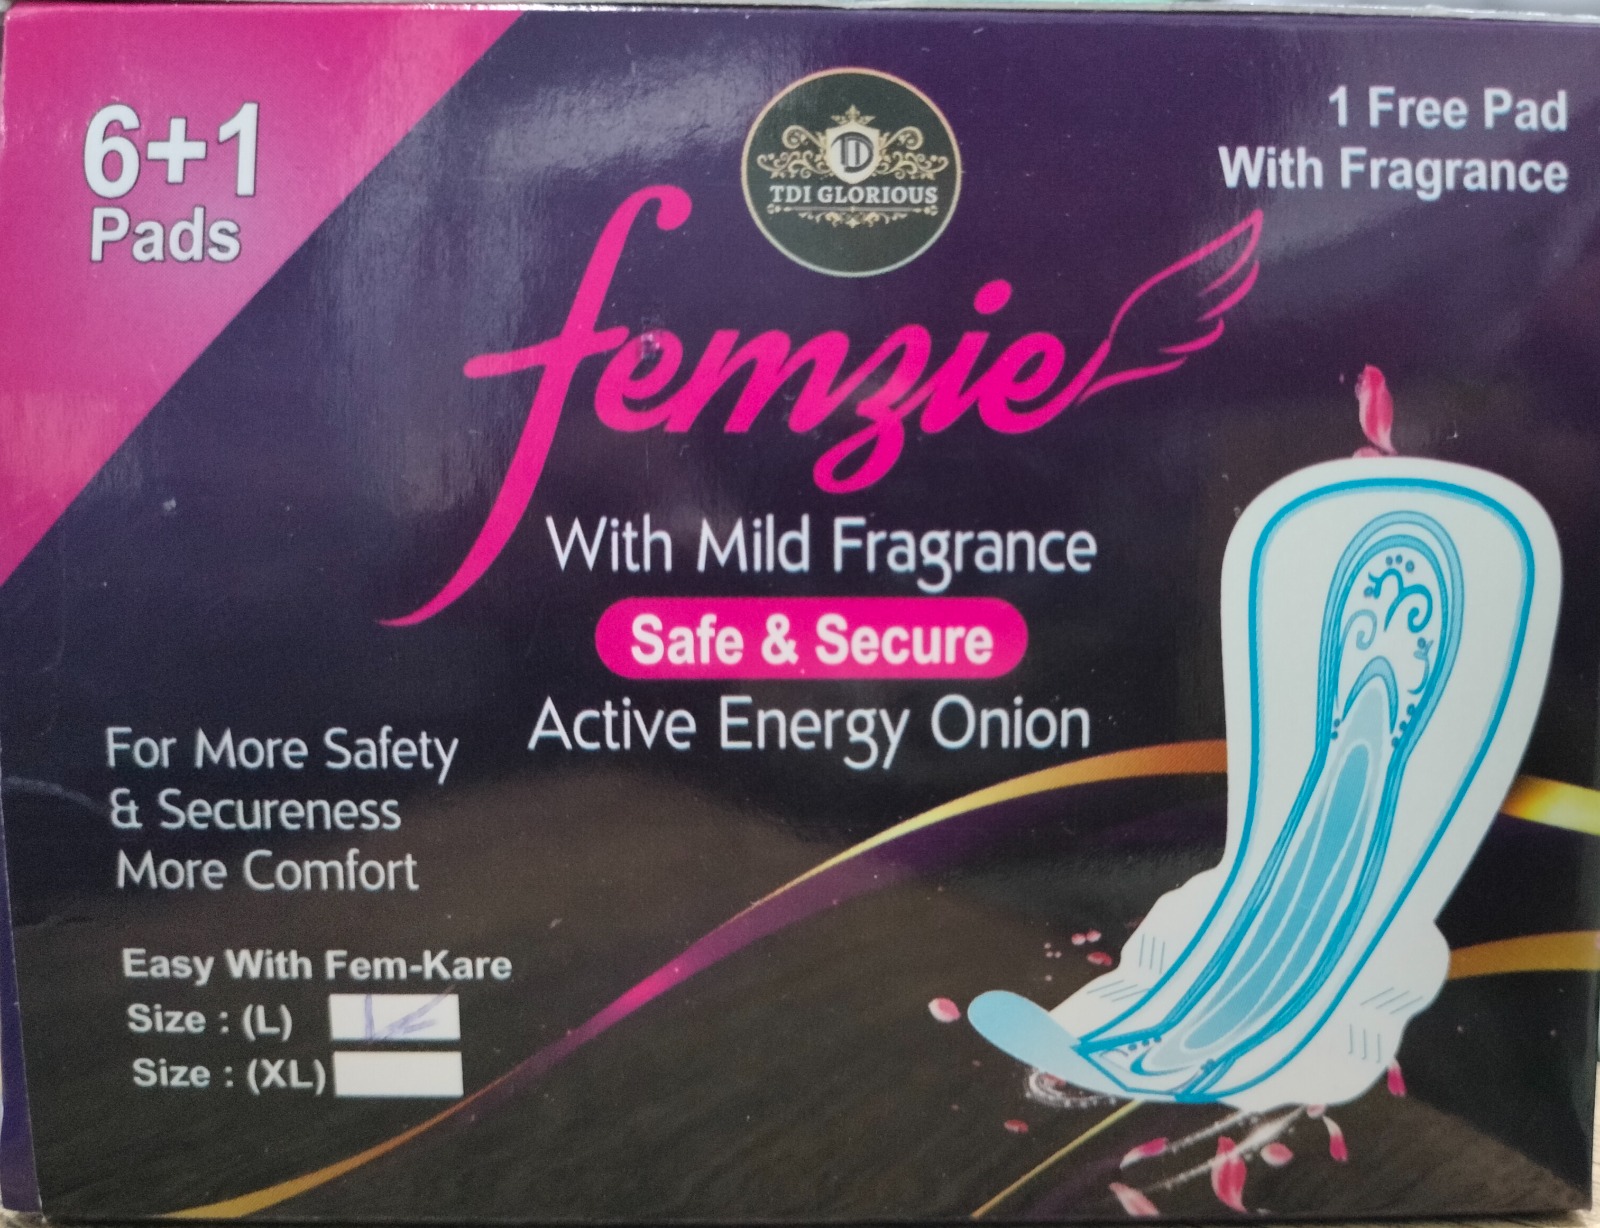 6+1
Pads
TD
TDI GLORIOUS
1 Free Pad
With Fragrance
femzie
With Mild Fragrance
Safe & Secure
Active Energy Onion
For More Safety
& Secureness
More Comfort
Easy With Fem-Kare
Size : (L)
Size : (XL)